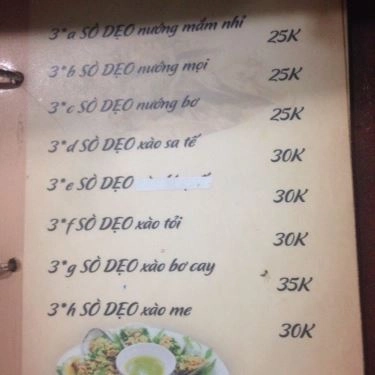 3*a SÒ DẸO nướng mắm nhỉ 25K
3*b SÒ DẸO nướng mọi 25K
3*c SÒ DẸO nướng bơ 25K
3*d SÒ DẸO xào sa tế 30K
3*e SÒ DẸO 30K
3*f SÒ DẸO xào tỏi 30K
3*g SÒ DẸO xào bơ cay 35K
3*h SÒ DẸO xào me 30K